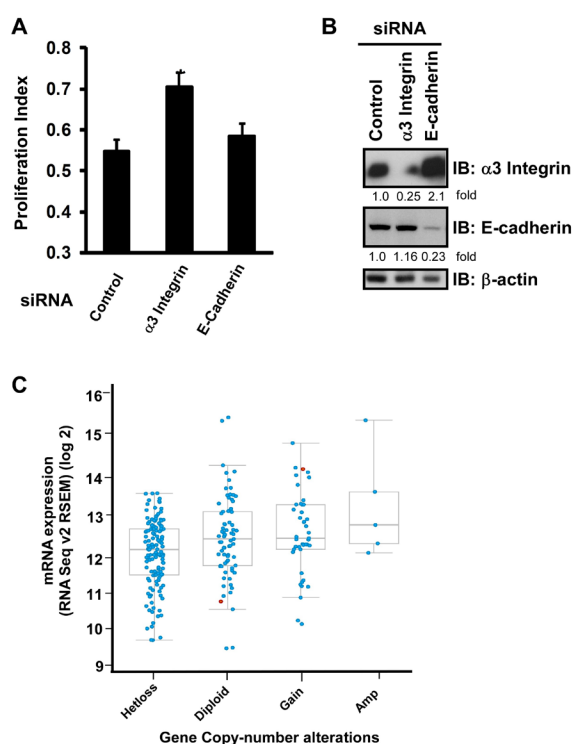 A
Proliferation Index
0.8
0.7
0.6
0.5
0.4
0.3
siRNA
Control
α3 Integrin
E-Cadherin
B
siRNA
Control
α3 Integrin
E-cadherin
IB: α3 Integrin
1.0 0.25 2.1 fold
IB: E-cadherin
1.0 1.16 0.23 fold
IB: β-actin
C
mRNA expression
(RNA Seq v2 RSEM) (log 2)
16
15
14
13
12
11
10
9
Hetloss
Diploid
Gain
Amp
Gene Copy-number alterations